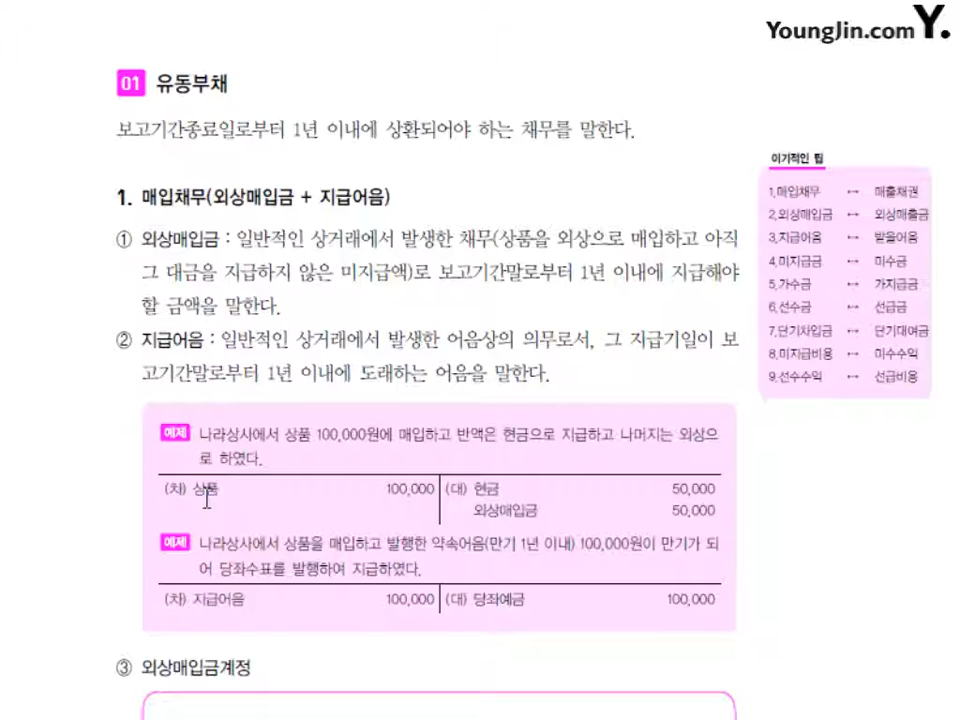 YoungJin.com Y.
01 유동부채
보고기간종료일로부터 1년 이내에 상환되어야 하는 채무를 말한다.
이기적인 팁
1.매입채무 ↔ 매출채권
2.외상매입금 ↔ 외상매출금
3.지급어음 ↔ 받을어음
4.미지급금 ↔ 미수금
5.가수금 ↔ 가지급금
6.선수금 ↔ 선급금
7.단기차입금 ↔ 단기대여금
8.미지급비용 ↔ 미수수익
9.선수수익 ↔ 선급비용
1. 매입채무(외상매입금 + 지급어음)
① 외상매입금 : 일반적인 상거래에서 발생한 채무(상품을 외상으로 매입하고 아직
그 대금을 지급하지 않은 미지급액)로 보고기간말로부터 1년 이내에 지급해야
할 금액을 말한다.
② 지급어음 : 일반적인 상거래에서 발생한 어음상의 의무로서, 그 지급기일이 보
고기간말로부터 1년 이내에 도래하는 어음을 말한다.
예제 나라상사에서 상품 100,000원에 매입하고 반액은 현금으로 지급하고 나머지는 외상으
로 하였다.
(차) 상품 100,000 (대) 현금 50,000
외상매입금 50,000
예제 나라상사에서 상품을 매입하고 발행한 약속어음(만기 1년 이내) 100,000원이 만기가 되
어 당좌수표를 발행하여 지급하였다.
(차) 지급어음 100,000 (대) 당좌예금 100,000
③ 외상매입금계정